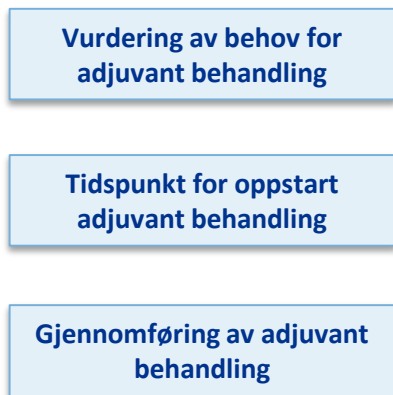 Vurdering av behov for
adjuvant behandling
Tidspunkt for oppstart
adjuvant behandling
Gjennomføring av adjuvant
behandling